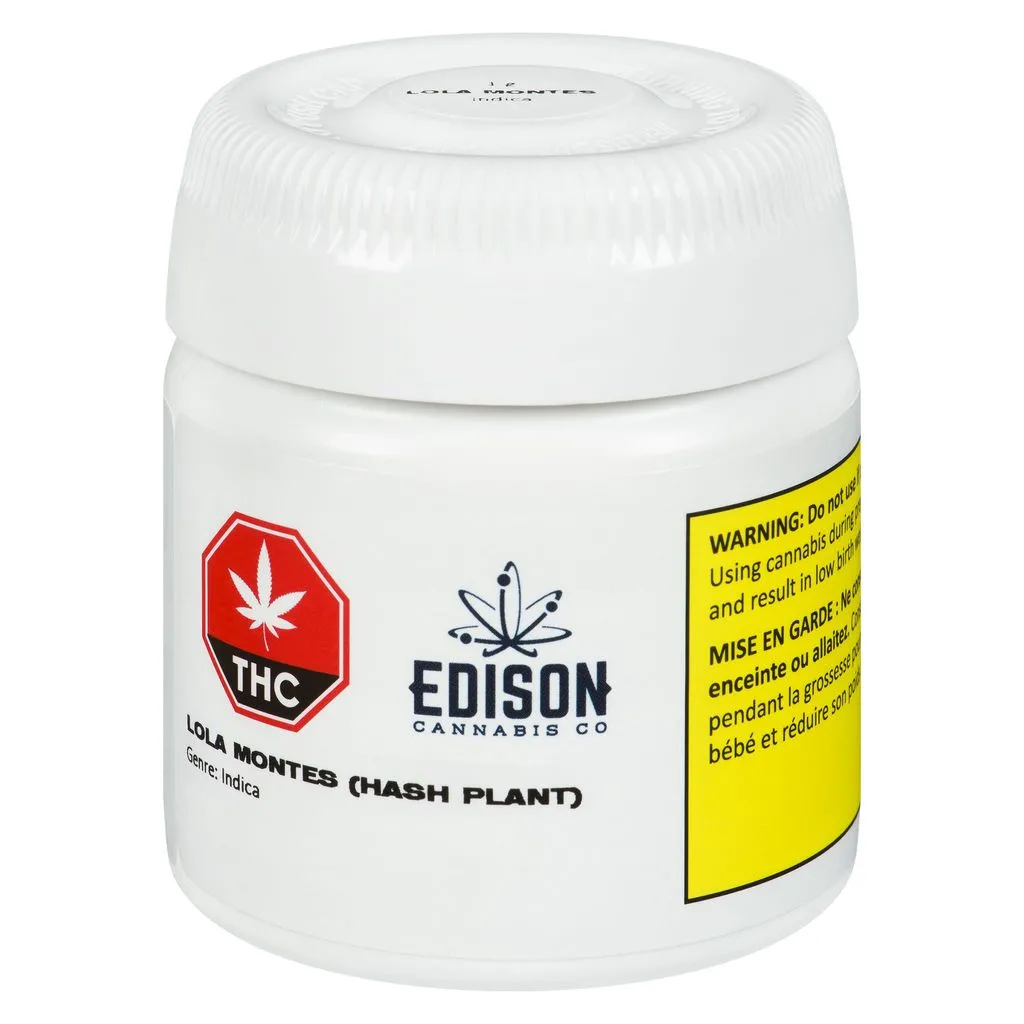 1 g
LOLA MONTES
indica
THC
EDISON
CANNABIS CO
LOLA MONTES (HASH PLANT)
Genre: Indica
WARNING: Do not use
Using cannabis during
and result in low birth
MISE EN GARDE : Ne
enceinte ou allaitez.
pendant la grossesse
bébé et réduire son poids